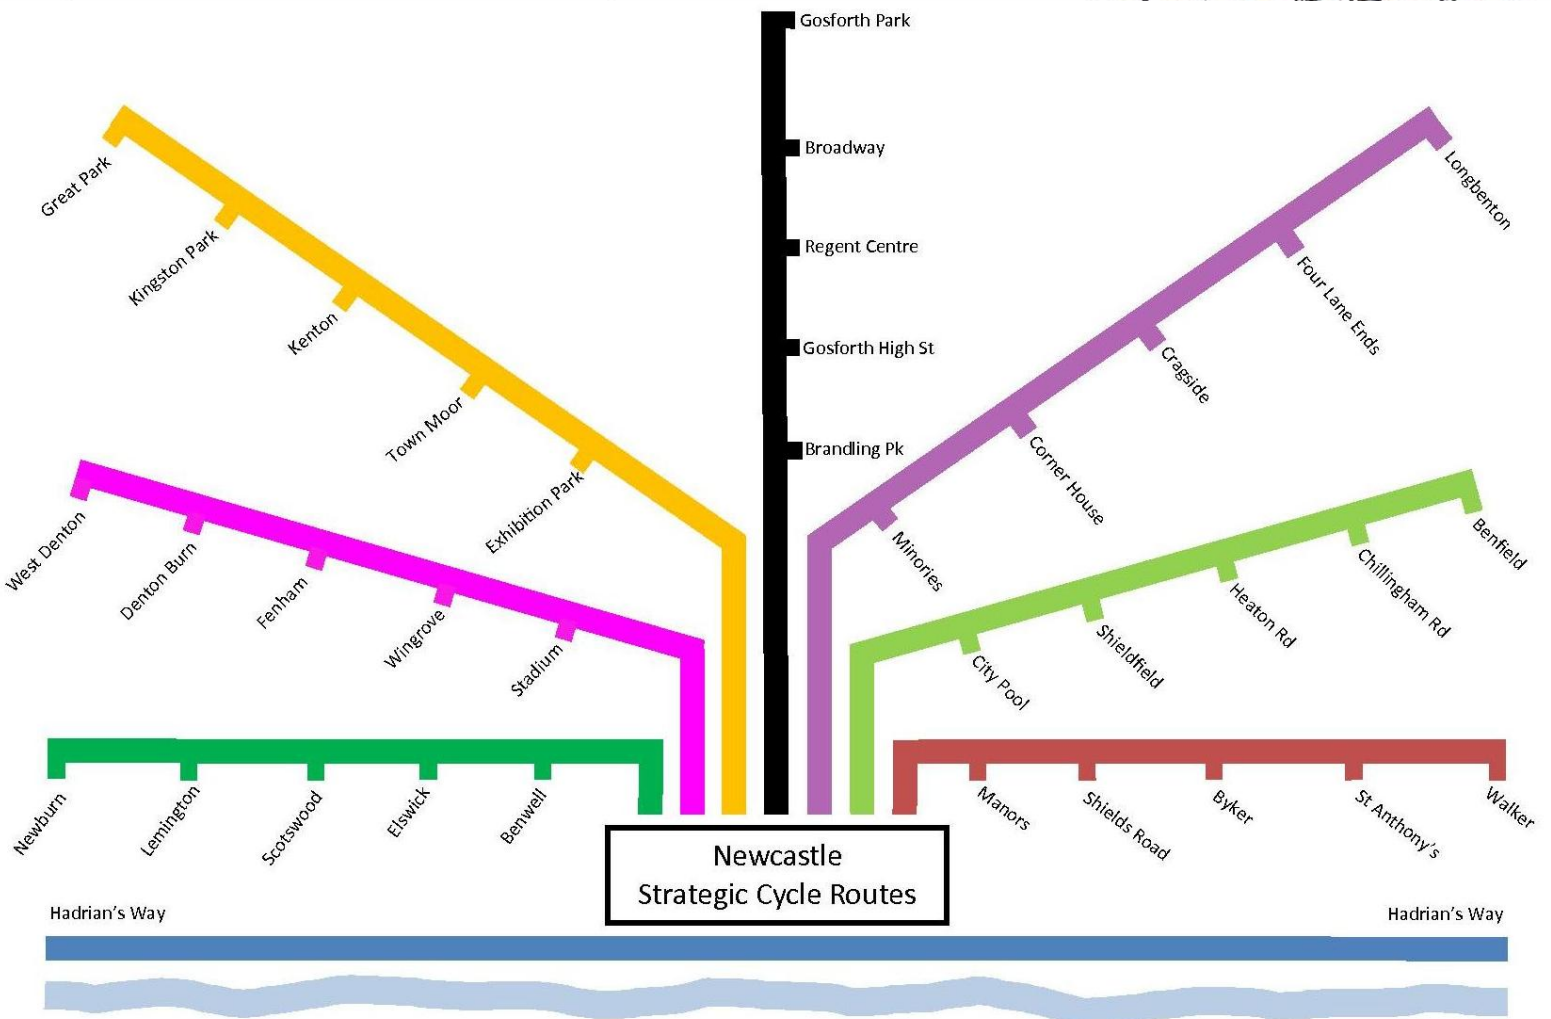 Gosforth Park
Broadway
Regent Centre
Gosforth High St
Brandling Pk
Great Park
Kingston Park
Kenton
Town Moor
Exhibition Park
Longbenton
Four Lane Ends
Cragside
Corner House
Minories
West Denton
Denton Burn
Fenham
Wingrove
Stadium
Benfield
Chillingham Rd
Heaton Rd
Shieldfield
City Pool
Newburn
Lemington
Scotswood
Elswick
Benwell
Manors
Shields Road
Byker
St Anthony's
Walker
Newcastle
Strategic Cycle Routes
Hadrian's Way
Hadrian's Way